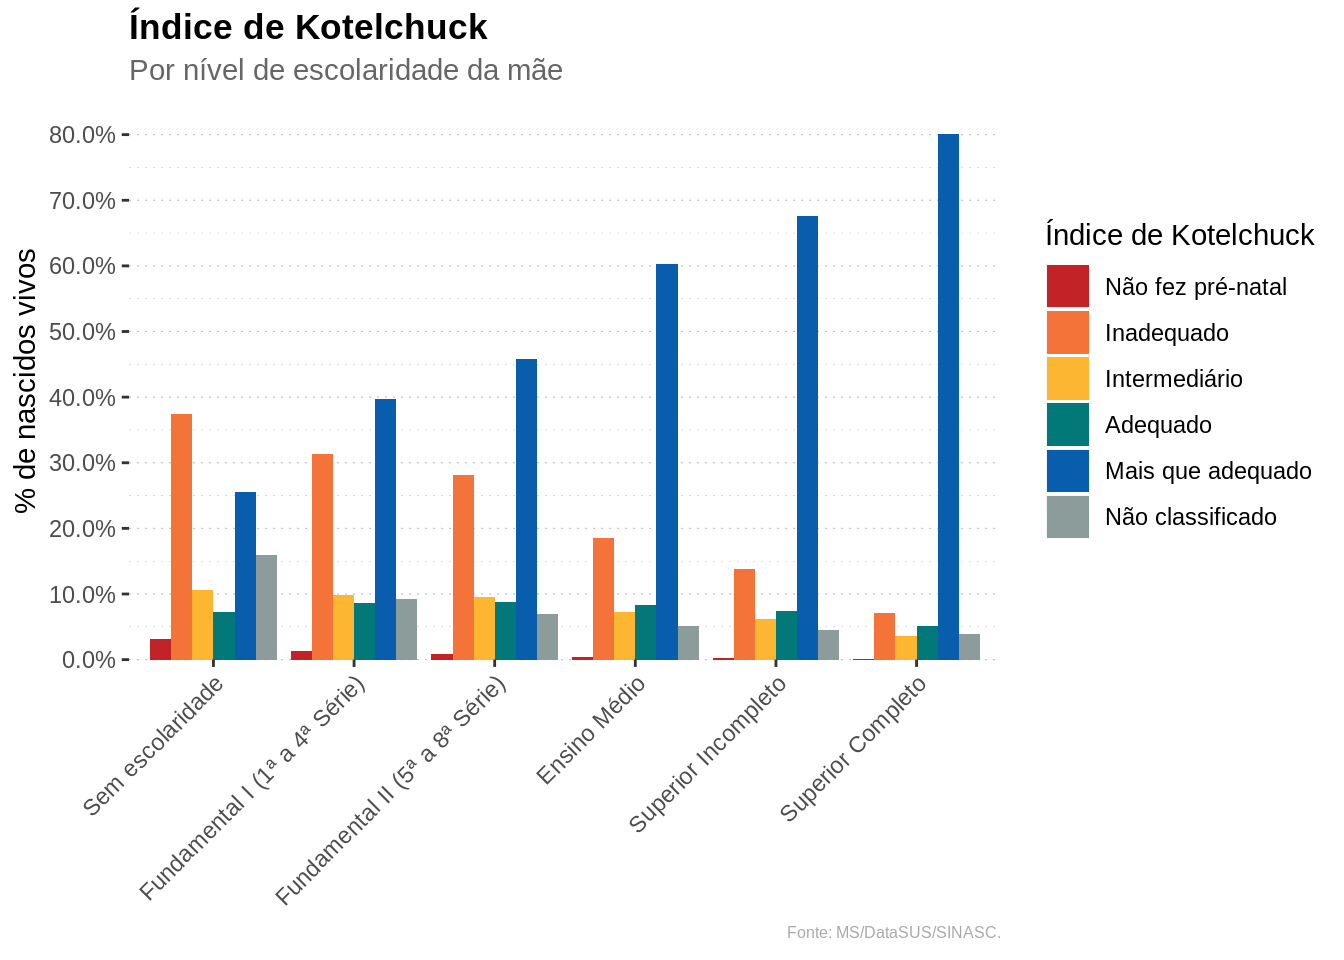 Índice de Kotelchuck
Por nível de escolaridade da mãe
% de nascidos vivos
80.0%
70.0%
60.0%
50.0%
40.0%
30.0%
20.0%
10.0%
0.0%
Sem escolaridade
Fundamental I (1ª a 4ª Série)
Fundamental II (5ª a 8ª Série)
Ensino Médio
Superior Incompleto
Superior Completo
Índice de Kotelchuck
Não fez pré-natal
Inadequado
Intermediário
Adequado
Mais que adequado
Não classificado
Fonte: MS/DataSUS/SINASC.